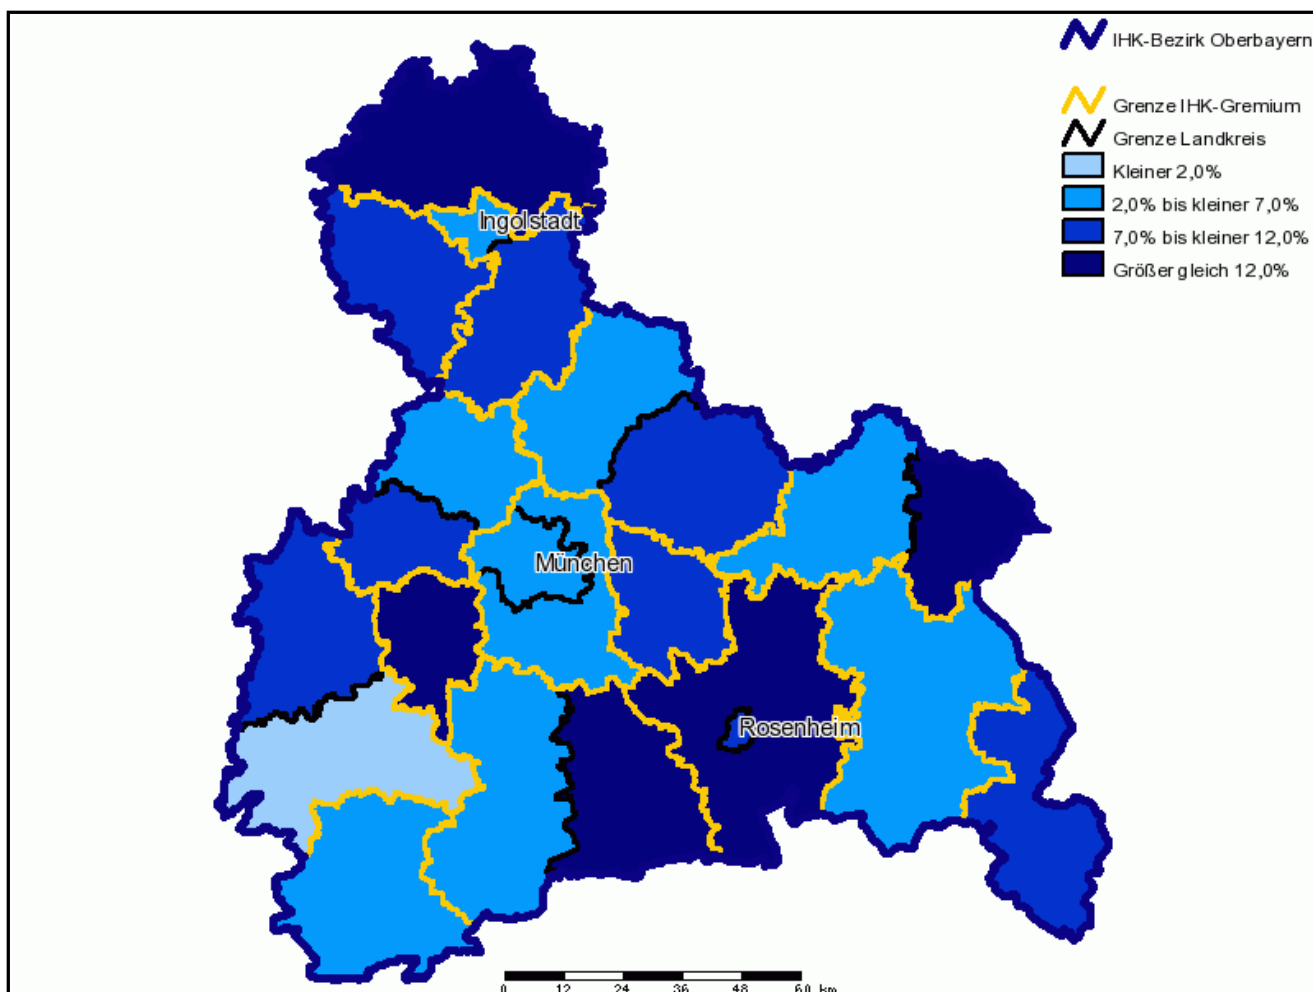 IHK-Bezirk Oberbayern
Grenze IHK-Gremium
Grenze Landkreis
Kleiner 2,0%
2,0% bis kleiner 7,0%
7,0% bis kleiner 12,0%
Größer gleich 12,0%
Ingolstadt
München
Rosenheim
0 12 24 36 48 60 km